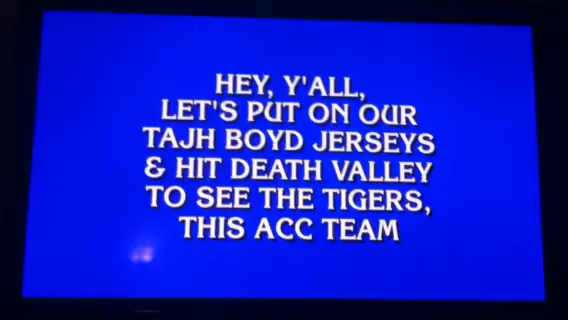 HEY, Y'ALL,
LET'S PUT ON OUR
TAJH BOYD JERSEYS
& HIT DEATH VALLEY
TO SEE THE TIGERS,
THIS ACC TEAM